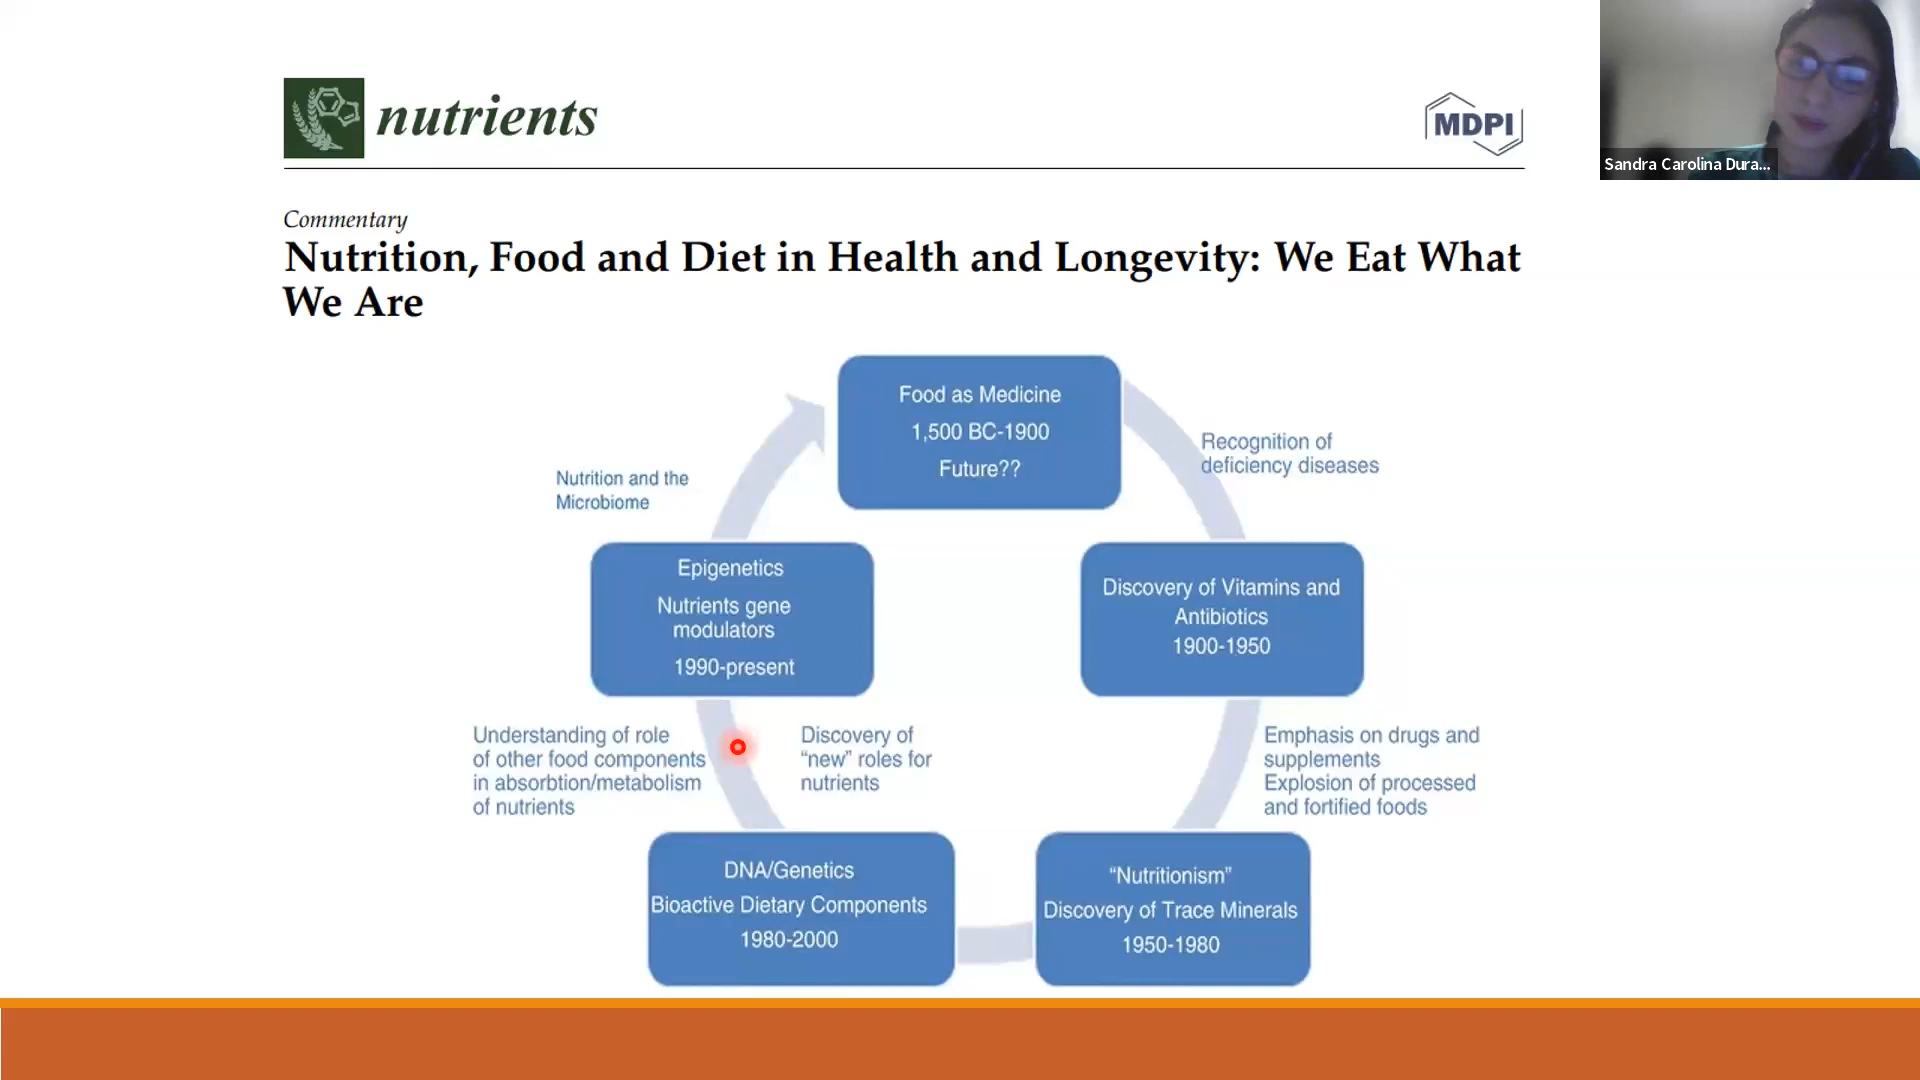 nutrients
MDPI
Sandra Carolina Dura...
Commentary
Nutrition, Food and Diet in Health and Longevity: We Eat What
We Are
Food as Medicine
1,500 BC-1900
Future??
Recognition of
deficiency diseases
Nutrition and the
Microbiome
Epigenetics
Nutrients gene
modulators
1990-present
Discovery of Vitamins and
Antibiotics
1900-1950
Understanding of role
of other food components
in absorbtion/metabolism
of nutrients
Discovery of
“new” roles for
nutrients
Emphasis on drugs and
supplements
Explosion of processed
and fortified foods
DNA/Genetics
Bioactive Dietary Components
1980-2000
“Nutritionism”
Discovery of Trace Minerals
1950-1980